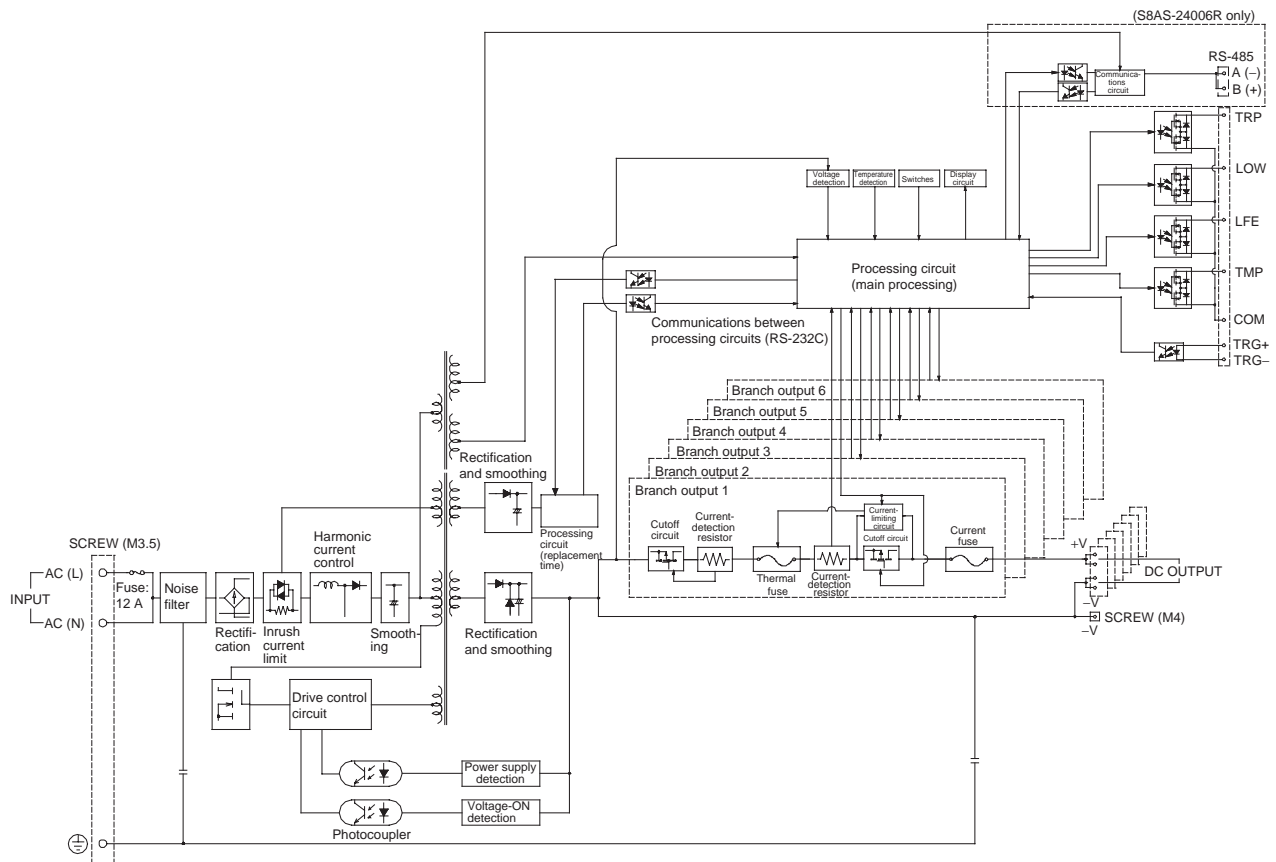 (S8AS-24006R only)
RS-485
A (–)
B (+)
Communica-
tions
circuit
TRP
LOW
LFE
TMP
COM
TRG+
TRG–
Voltage
detection
Temperature
detection
Switches
Display
circuit
Processing circuit
(main processing)
Communications between
processing circuits (RS-232C)
Branch output 6
Branch output 5
Branch output 4
Branch output 3
Branch output 2
Branch output 1
Rectification
and smoothing
Processing
circuit
(replacement
time)
Cutoff
circuit
Current-
detection
resistor
Thermal
fuse
Current-
detection
resistor
Current-
limiting
circuit
Cutoff circuit
Current
fuse
+V
DC OUTPUT
–V
–V
SCREW (M4)
SCREW (M3.5)
INPUT
AC (L)
AC (N)
Fuse:
12 A
Noise
filter
Rectifi-
cation
Inrush
current
limit
Harmonic
current
control
Smooth-
ing
Rectification
and smoothing
Drive control
circuit
Power supply
detection
Voltage-ON
detection
Photocoupler